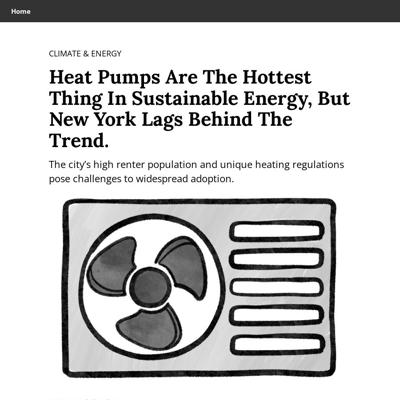 Home
CLIMATE & ENERGY
Heat Pumps Are The Hottest
Thing In Sustainable Energy, But
New York Lags Behind The
Trend.
The city’s high renter population and unique heating regulations
pose challenges to widespread adoption.